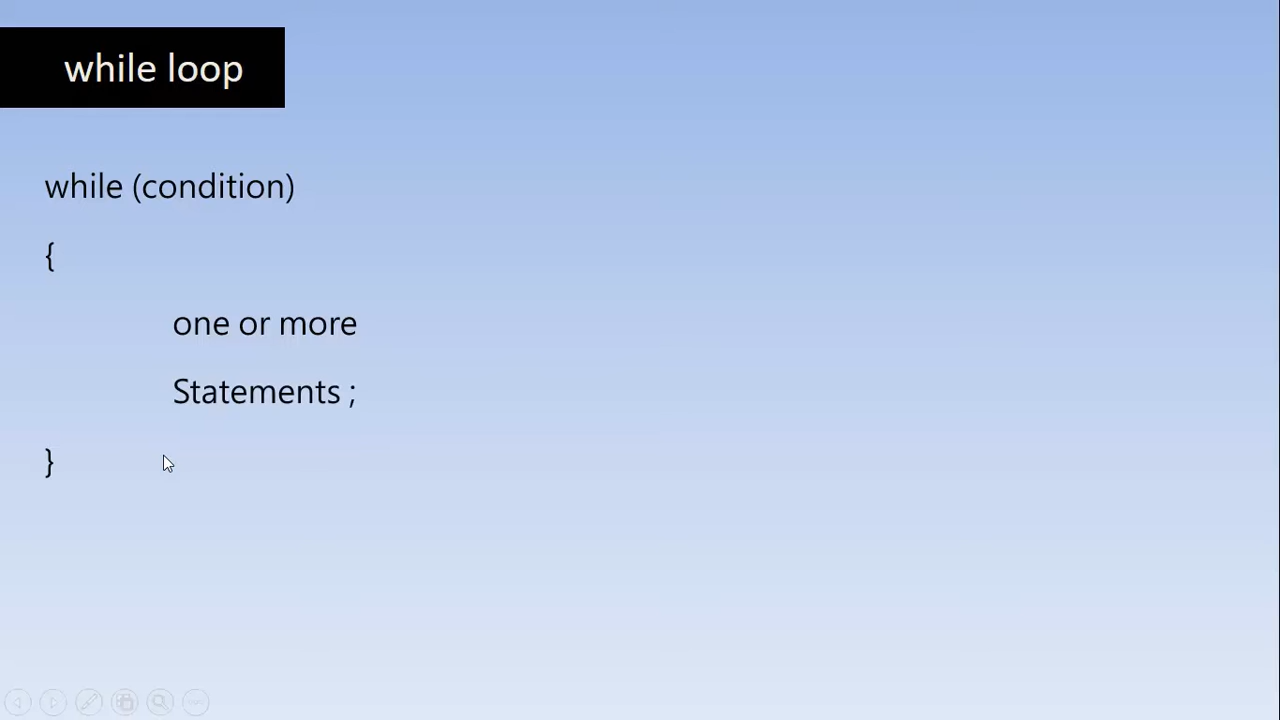 while loop
while (condition)
{
one or more
Statements ;
}